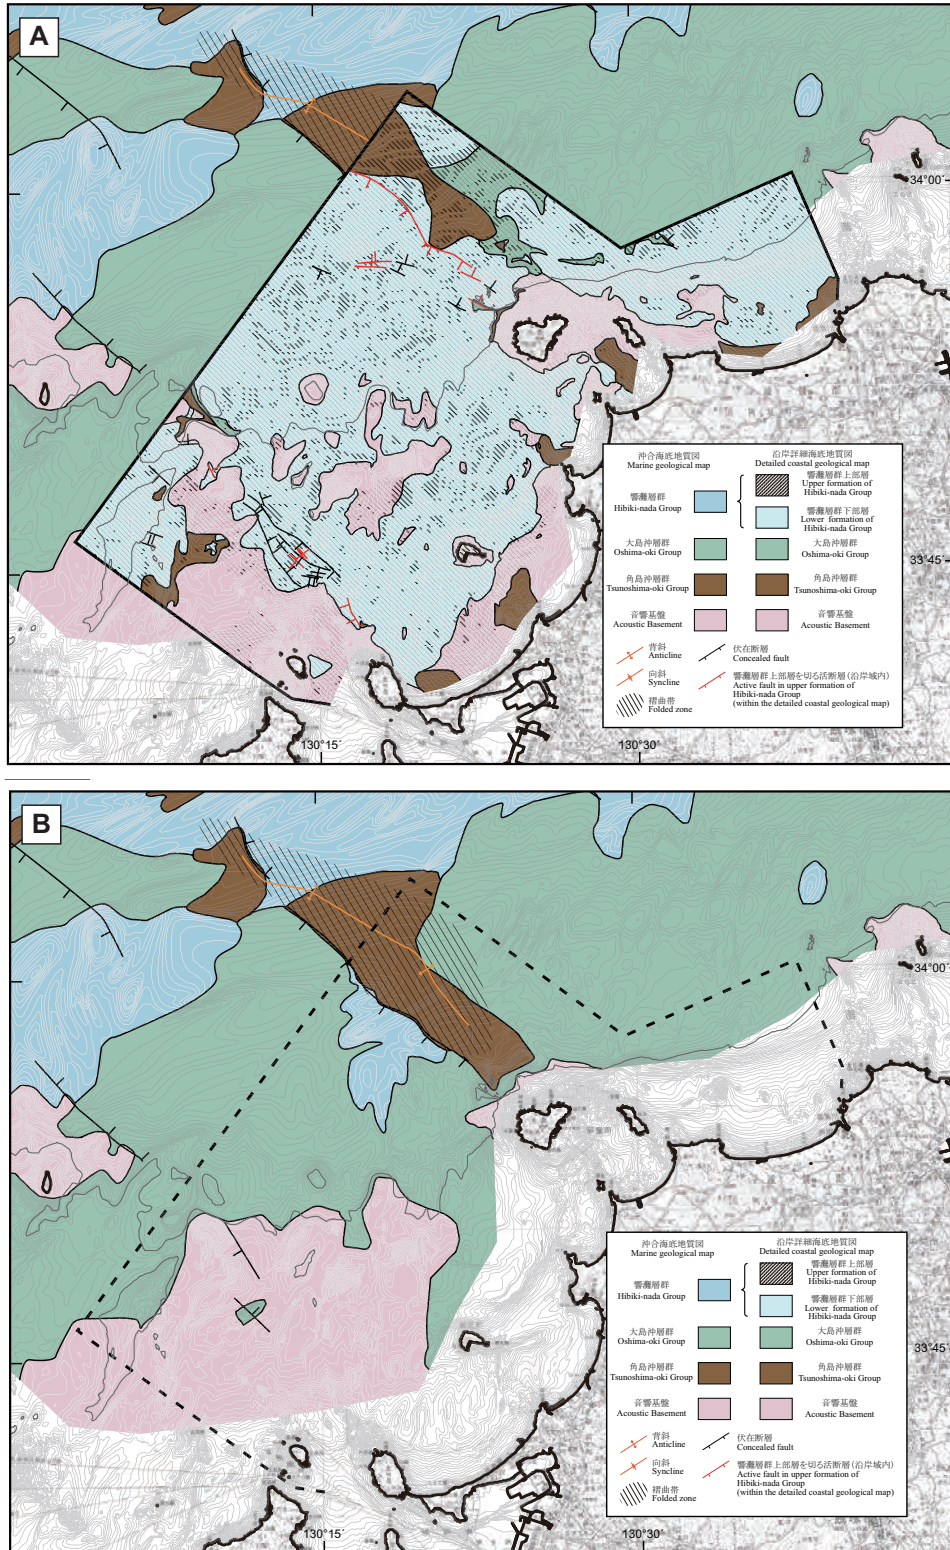 A
34°00′
33°45′
130°15′
130°30′
沖合海底地質図
Marine geological map
沿岸詳細海底地質図
Detailed coastal geological map
響灘層群
Hibiki-nada Group
響灘層群上部層
Upper formation of
Hibiki-nada Group
響灘層群下部層
Lower formation of
Hibiki-nada Group
大島沖層群
Oshima-oki Group
大島沖層群
Oshima-oki Group
角島沖層群
Tsunoshima-oki Group
角島沖層群
Tsunoshima-oki Group
音響基盤
Acoustic Basement
音響基盤
Acoustic Basement
背斜
Anticline
向斜
Syncline
褶曲帯
Folded zone
伏在断層
Concealed fault
響灘層群上部層を切る活断層（沿岸域内）
Active fault in upper formation of
Hibiki-nada Group
(within the detailed coastal geological map)
B
34°00′
33°45′
130°15′
130°30′
沖合海底地質図
Marine geological map
沿岸詳細海底地質図
Detailed coastal geological map
響灘層群
Hibiki-nada Group
響灘層群上部層
Upper formation of
Hibiki-nada Group
響灘層群下部層
Lower formation of
Hibiki-nada Group
大島沖層群
Oshima-oki Group
大島沖層群
Oshima-oki Group
角島沖層群
Tsunoshima-oki Group
角島沖層群
Tsunoshima-oki Group
音響基盤
Acoustic Basement
音響基盤
Acoustic Basement
背斜
Anticline
向斜
Syncline
褶曲帯
Folded zone
伏在断層
Concealed fault
響灘層群上部層を切る活断層（沿岸域内）
Active fault in upper formation of
Hibiki-nada Group
(within the detailed coastal geological map)